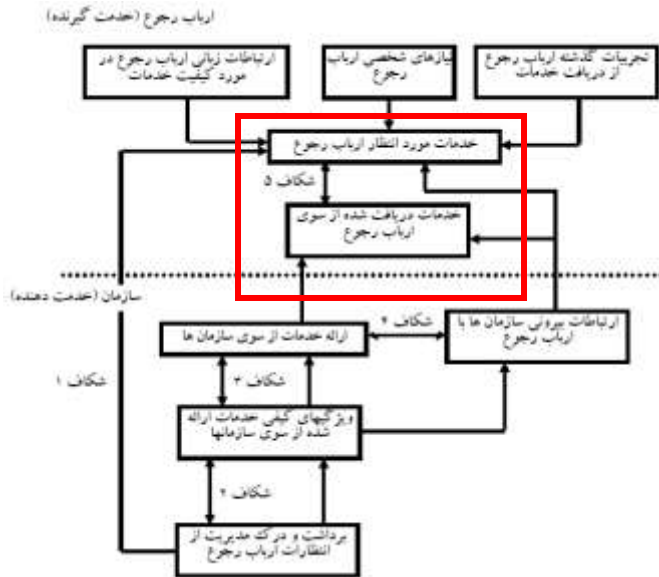 ارباب رجوع (خدمت گیرنده)
تجربیات گذشته ارباب رجوع
از دریافت خدمات
نیازهای شخصی ارباب
رجوع
ارتباطات زبانی ارباب رجوع در
مورد کیفیت خدمات
خدمات مورد انتظار ارباب رجوع
شکاف ۵
خدمات دریافت شده از سوی
ارباب رجوع
سازمان (خدمت دهنده)
ارتباطات بیرونی سازمان ها با
ارباب رجوع
شکاف ۴
ارائه خدمات از سوی سازمان ها
شکاف ۱
شکاف ۳
ویژگیهای کیفی خدمات ارائه
شده از سوی سازمانها
شکاف ۲
برداشت و درک مدیریت از
انتظارات ارباب رجوع